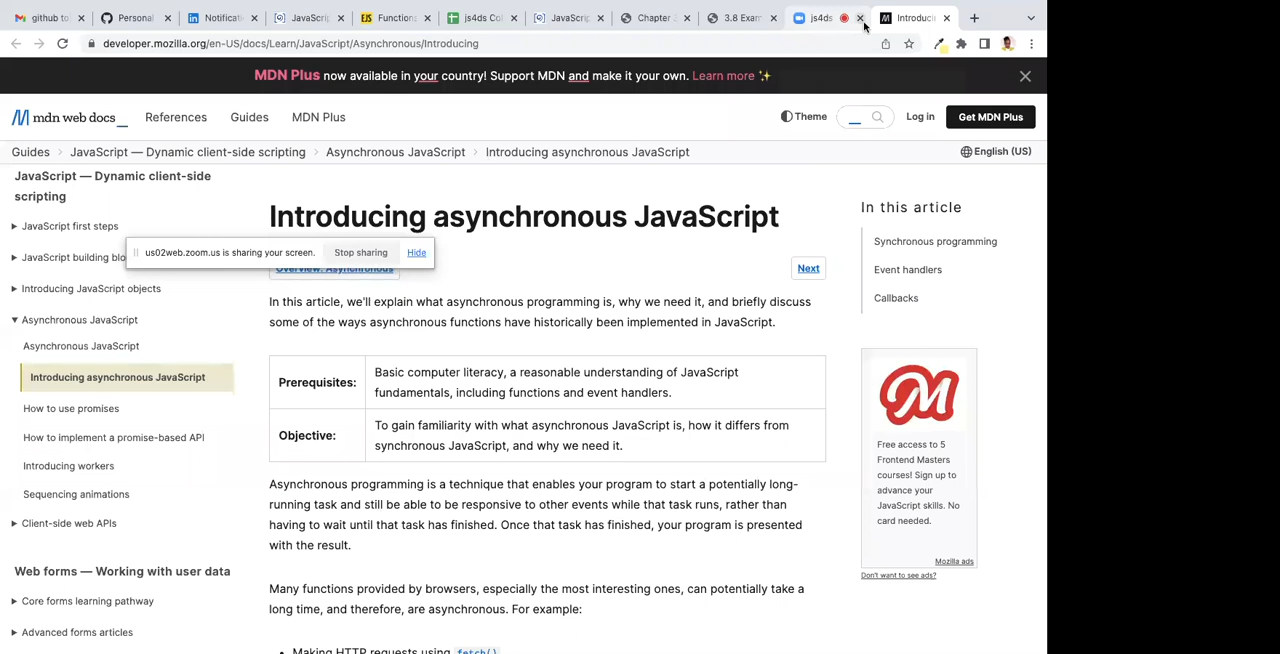 github to
Personal
Notificati
JavaScrip
Functions
js4ds Col
JavaScrip
Chapter 2
3.8 Exam
js4ds
Introduci
developer.mozilla.org/en-US/docs/Learn/JavaScript/Asynchronous/Introducing
MDN Plus now available in your country! Support MDN and make it your own. Learn more ✨
mdn web docs_
References
Guides
MDN Plus
Theme
Log in
Get MDN Plus
Guides > JavaScript — Dynamic client-side scripting > Asynchronous JavaScript > Introducing asynchronous JavaScript
English (US)
JavaScript — Dynamic client-side
scripting
JavaScript first steps
JavaScript building blo
Introducing JavaScript objects
Asynchronous JavaScript
Asynchronous JavaScript
Introducing asynchronous JavaScript
How to use promises
How to implement a promise-based API
Introducing workers
Sequencing animations
Client-side web APIs
Web forms — Working with user data
Core forms learning pathway
Advanced forms articles
us02web.zoom.us is sharing your screen.
Stop sharing
Hide
Introducing asynchronous JavaScript
Overview: Asynchronous
Next
In this article, we'll explain what asynchronous programming is, why we need it, and briefly discuss
some of the ways asynchronous functions have historically been implemented in JavaScript.
Prerequisites:
Basic computer literacy, a reasonable understanding of JavaScript
fundamentals, including functions and event handlers.
Objective:
To gain familiarity with what asynchronous JavaScript is, how it differs from
synchronous JavaScript, and why we need it.
Asynchronous programming is a technique that enables your program to start a potentially long-
running task and still be able to be responsive to other events while that task runs, rather than
having to wait until that task has finished. Once that task has finished, your program is presented
with the result.
Many functions provided by browsers, especially the most interesting ones, can potentially take a
long time, and therefore, are asynchronous. For example:
• Making HTTP requests using fetch()
In this article
Synchronous programming
Event handlers
Callbacks
Free access to 5
Frontend Masters
courses! Sign up to
advance your
JavaScript skills. No
card needed.
Mozilla ads
Don't want to see ads?